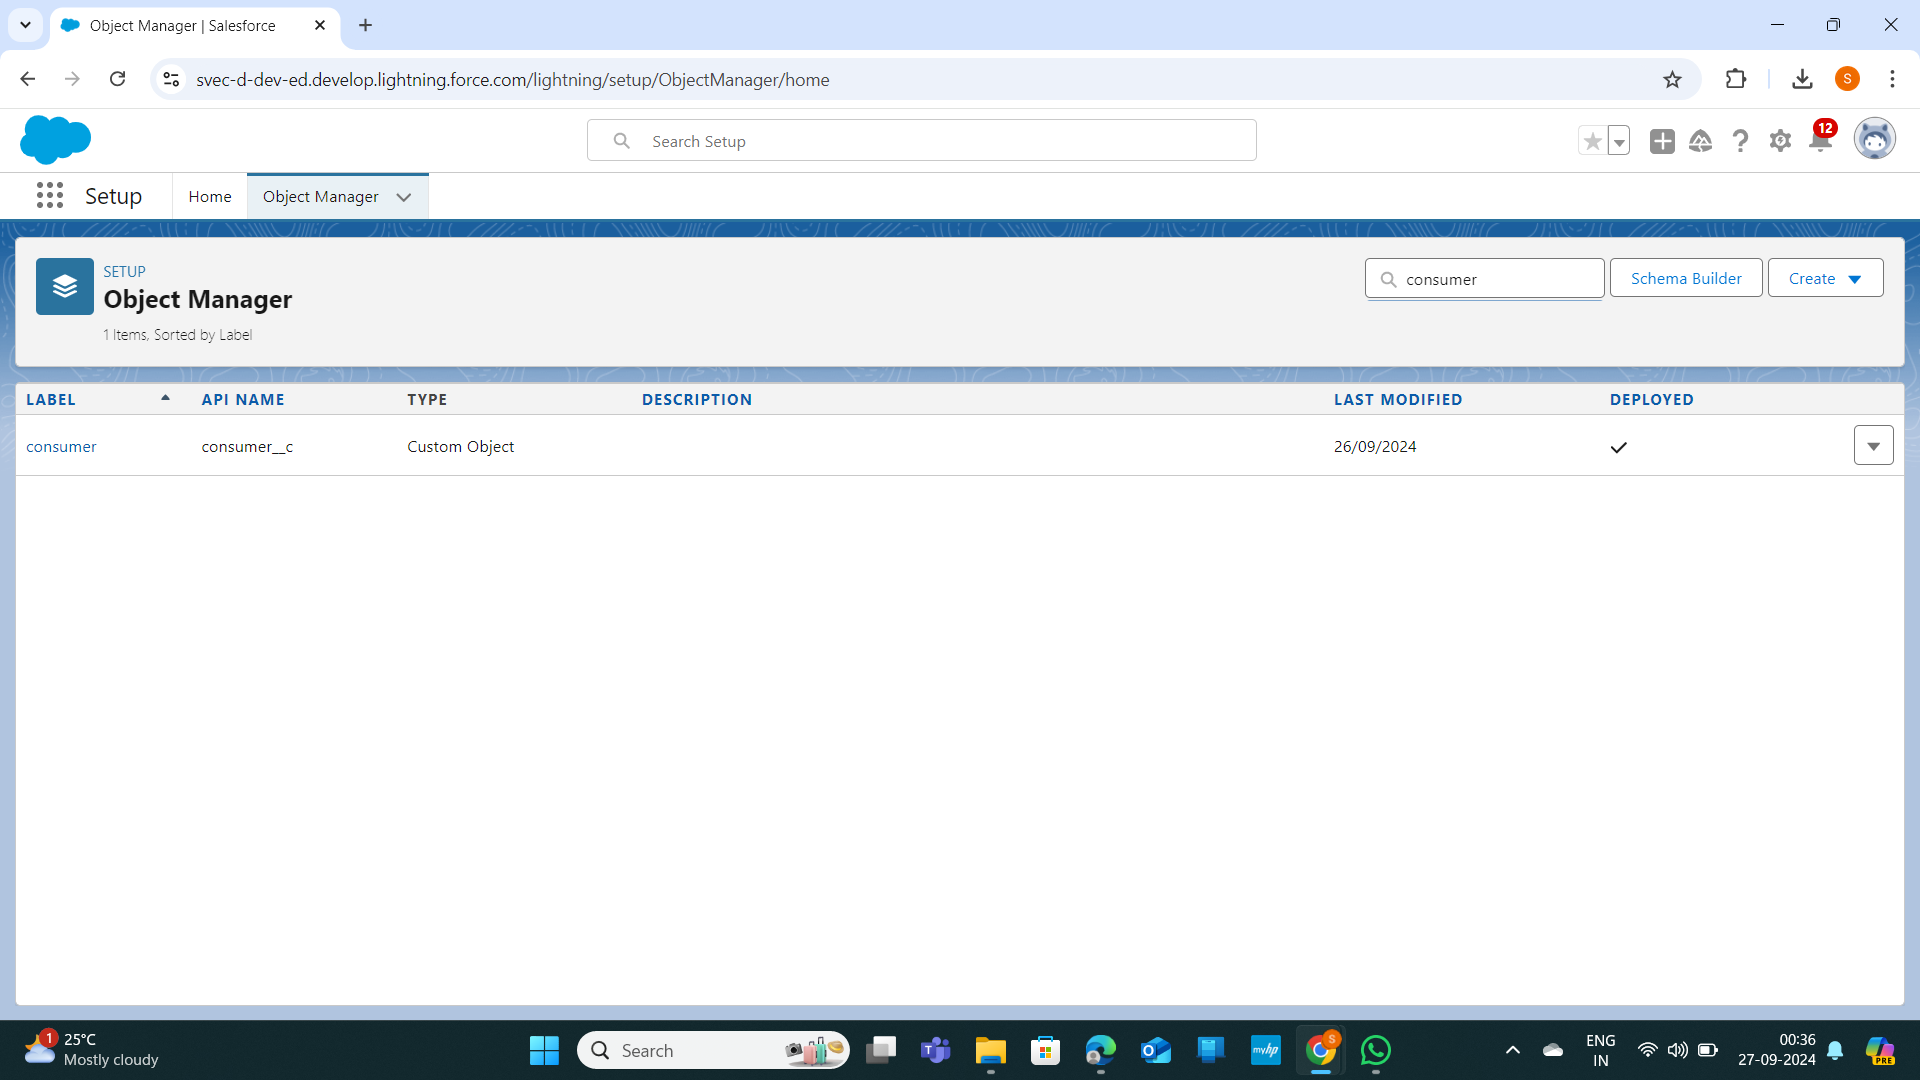 Object Manager | Salesforce
svec-d-dev-ed.develop.lightning.force.com/lightning/setup/ObjectManager/home
S
Search Setup
12
Setup
Home
Object Manager
SETUP
Object Manager
1 Items, Sorted by Label
consumer
Schema Builder
Create
LABEL
API NAME
TYPE
DESCRIPTION
LAST MODIFIED
DEPLOYED
consumer
consumer__c
Custom Object
26/09/2024
1
25°C
Mostly cloudy
Search
myhp
S
ENG
IN
00:36
27-09-2024
PRE